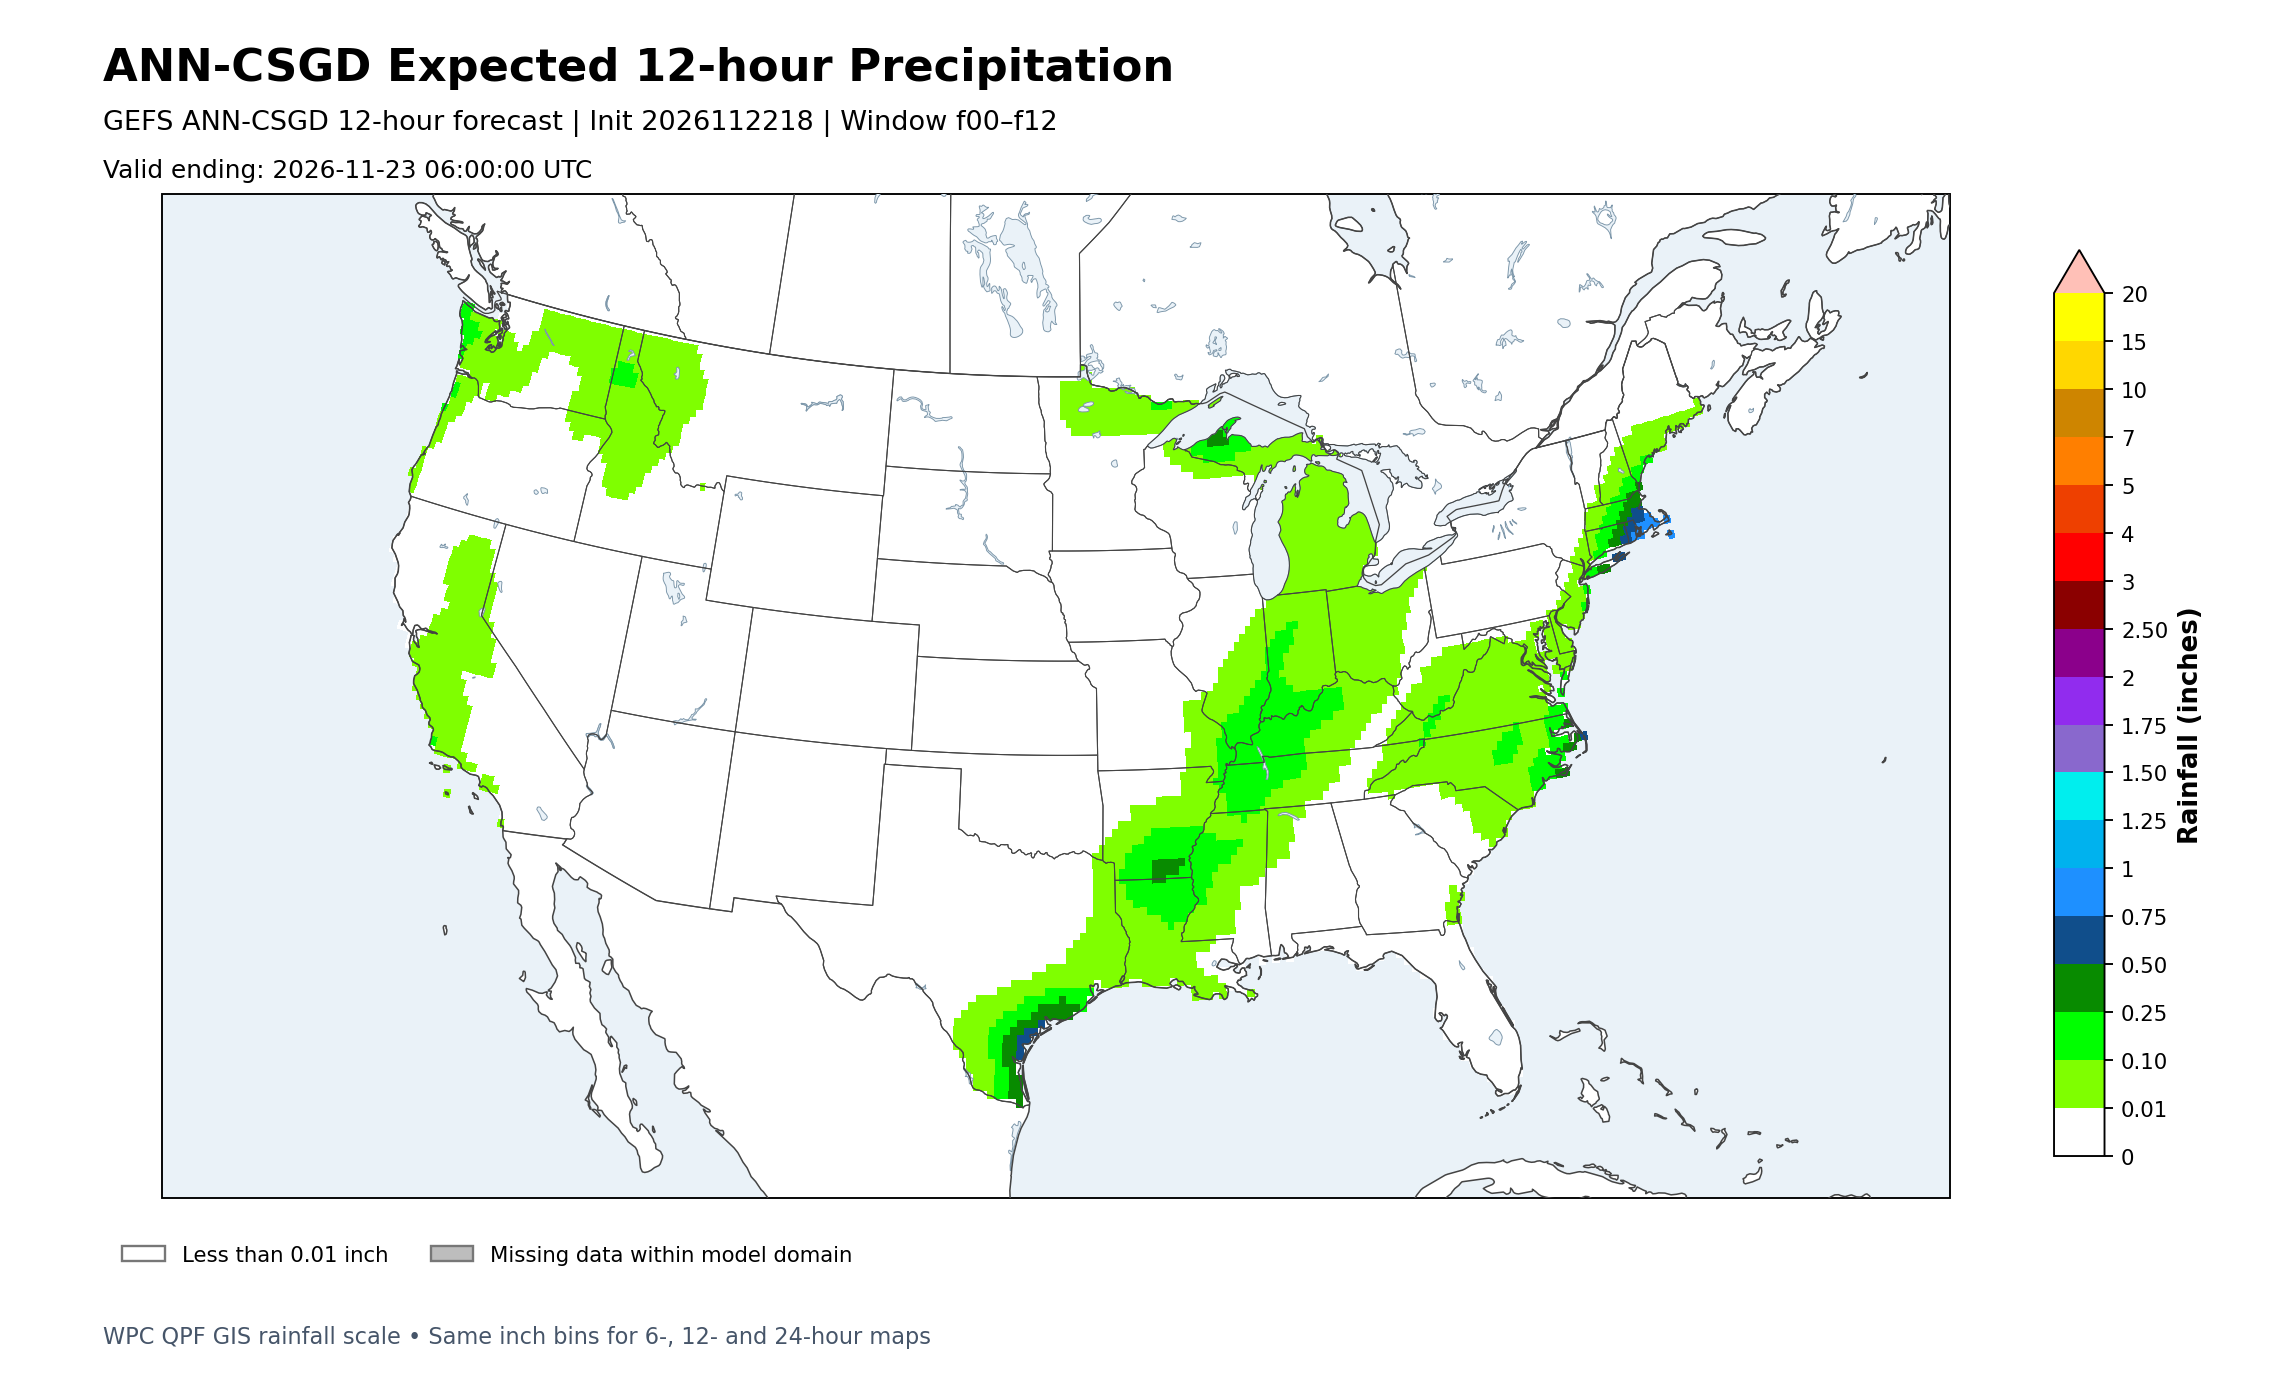 ANN-CSGD Expected 12-hour Precipitation
GEFS ANN-CSGD 12-hour forecast | Init 2026112218 | Window f00–f12
Valid ending: 2026-11-23 06:00:00 UTC
20
15
10
7
5
4
3
2.50
2
1.75
1.50
1.25
1
0.75
0.50
0.25
0.10
0.01
0
Rainfall (inches)
Less than 0.01 inch
Missing data within model domain
WPC QPF GIS rainfall scale • Same inch bins for 6-, 12- and 24-hour maps